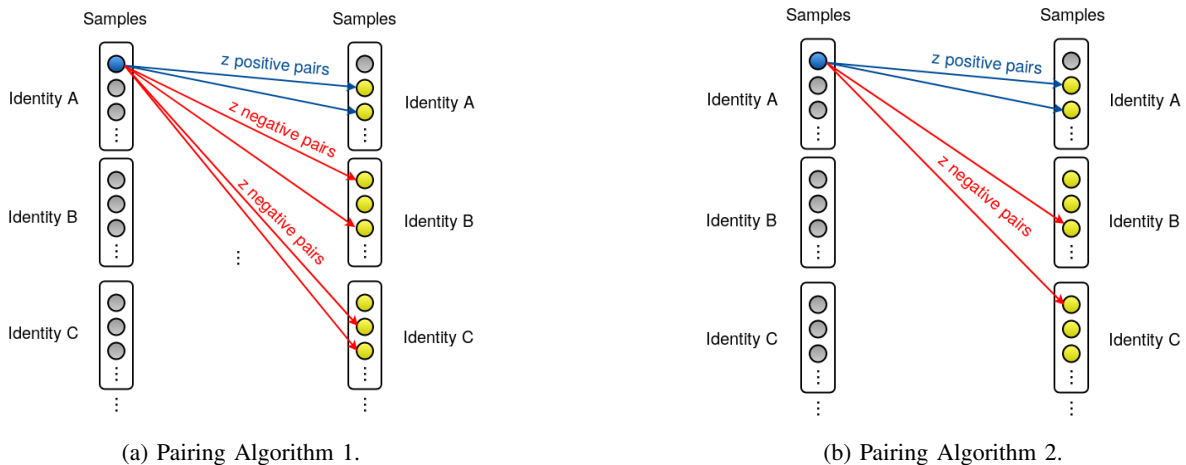 Samples
Samples
z positive pairs
Identity A
Identity A
z negative pairs
Identity B
Identity B
z negative pairs
Identity C
Identity C
(a) Pairing Algorithm 1.
Samples
Samples
z positive pairs
Identity A
Identity A
z negative pairs
Identity B
Identity B
Identity C
Identity C
(b) Pairing Algorithm 2.